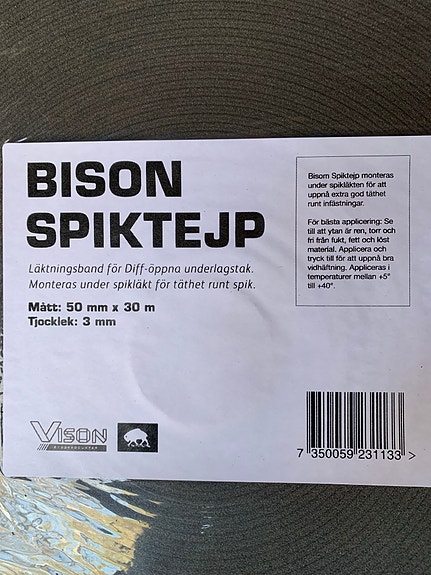 BISON
SPIKTEJP
Läktningsband för Diff-öppna underlagstak.
Monteras under spikläkt för täthet runt spik.
Mått: 50 mm x 30 m
Tjocklek: 3 mm
Bisom Spiktejp monteras
under spikläkten för att
uppnå extra god täthet
runt infästningar.
För bästa applicering: Se
till att ytan är ren, torr och
fri från fukt, fett och löst
material. Applicera och
tryck till för att uppnå bra
vidhäftning. Appliceras i
temperaturer mellan +5°
till +40°.
VISON
7 350059 231133 >